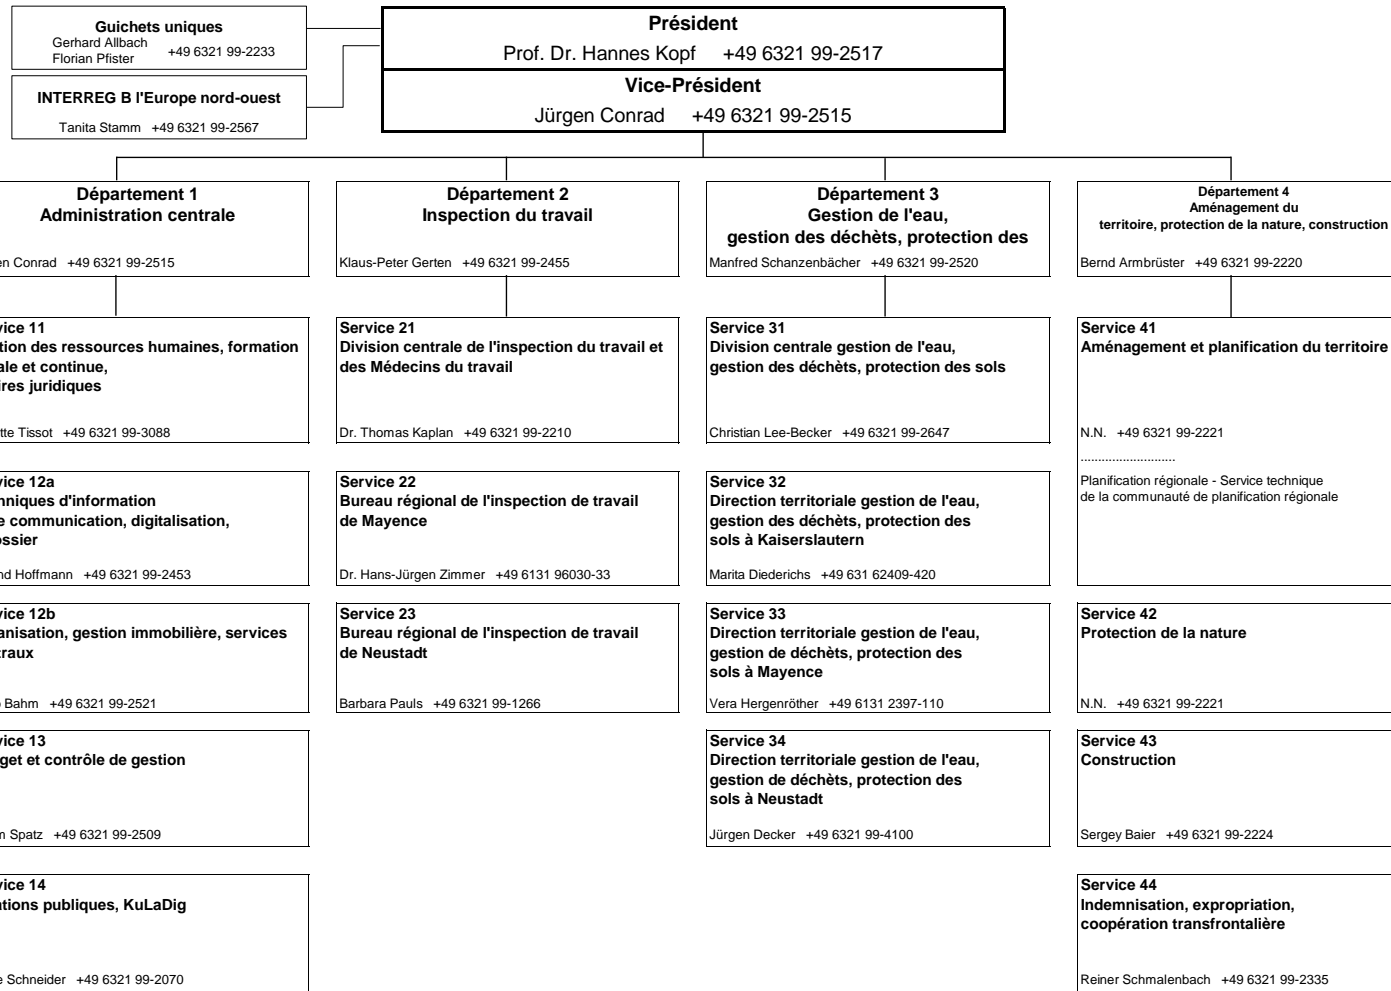 Guichets uniques
Gerhard Allbach
Florian Pfister
+49 6321 99-2233
INTERREG B l'Europe nord-ouest
Tanita Stamm +49 6321 99-2567
Président
Prof. Dr. Hannes Kopf +49 6321 99-2517
Vice-Président
Jürgen Conrad +49 6321 99-2515
Département 1
Administration centrale
Conrad +49 6321 99-2515
Département 2
Inspection du travail
Klaus-Peter Gerten +49 6321 99-2455
Département 3
Gestion de l'eau,
gestion des déchèts, protection des
Manfred Schanzenbächer +49 6321 99-2520
Département 4
Aménagement du
territoire, protection de la nature, construction
Bernd Armbrüster +49 6321 99-2220
11
des ressources humaines, formation
et continue,
juridiques
Tissot +49 6321 99-3088
12a
d'information
communication, digitalisation,
Hoffmann +49 6321 99-2453
12b
gestion immobilière, services
Bahm +49 6321 99-2521
13
et contrôle de gestion
Spatz +49 6321 99-2509
14
publiques, KuLaDig
Schneider +49 6321 99-2070
Service 21
Division centrale de l'inspection du travail et
des Médecins du travail
Dr. Thomas Kaplan +49 6321 99-2210
Service 22
Bureau régional de l'inspection de travail
de Mayence
Dr. Hans-Jürgen Zimmer +49 6131 96030-33
Service 23
Bureau régional de l'inspection de travail
de Neustadt
Barbara Pauls +49 6321 99-1266
Service 31
Division centrale gestion de l'eau,
gestion des déchèts, protection des sols
Christian Lee-Becker +49 6321 99-2647
Service 32
Direction territoriale gestion de l'eau,
gestion des déchèts, protection des
sols à Kaiserslautern
Marita Diederichs +49 631 62409-420
Service 33
Direction territoriale gestion de l'eau,
gestion de déchèts, protection des
sols à Mayence
Vera Hergenröther +49 6131 2397-110
Service 34
Direction territoriale gestion de l'eau,
gestion de déchèts, protection des
sols à Neustadt
Jürgen Decker +49 6321 99-4100
Service 41
Aménagement et planification du territoire
N.N. +49 6321 99-2221
...........................
Planification régionale - Service technique
de la communauté de planification régionale
Service 42
Protection de la nature
N.N. +49 6321 99-2221
Service 43
Construction
Sergey Baier +49 6321 99-2224
Service 44
Indemnisation, expropriation,
coopération transfrontalière
Reiner Schmalenbach +49 6321 99-2335